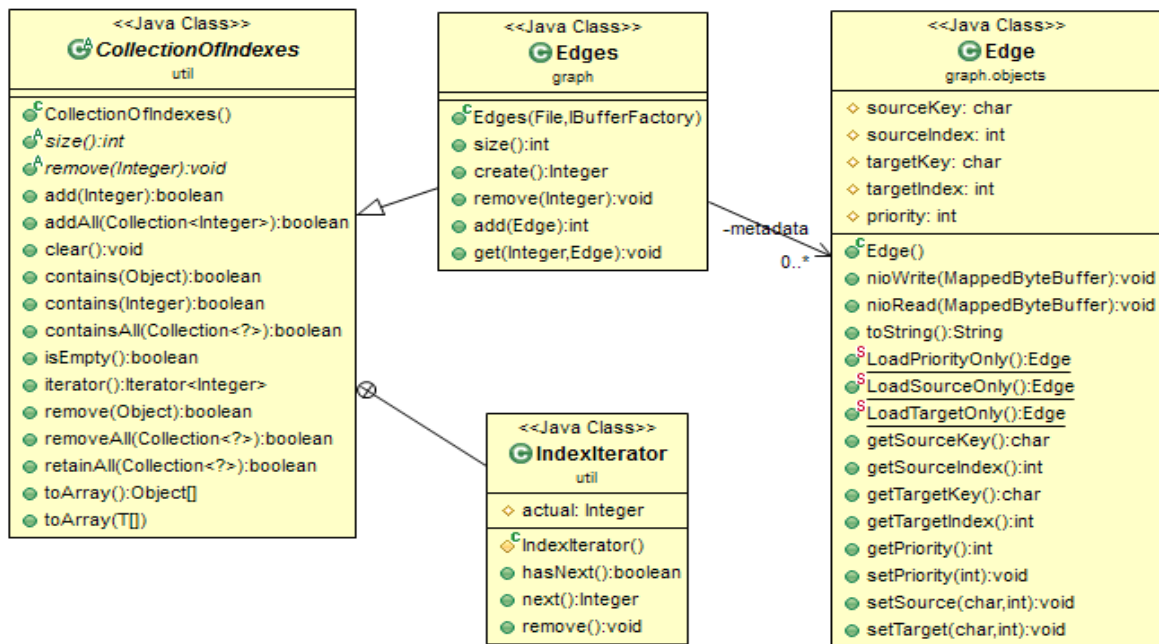 <<Java Class>>
CollectionOfIndexes
util
CollectionOfIndexes()
size():int
remove(Integer):void
add(Integer):boolean
addAll(Collection<Integer>):boolean
clear():void
contains(Object):boolean
contains(Integer):boolean
containsAll(Collection<?>):boolean
isEmpty():boolean
iterator():Iterator<Integer>
remove(Object):boolean
removeAll(Collection<?>):boolean
retainAll(Collection<?>):boolean
toArray():Object[]
toArray(T[])
<<Java Class>>
Edges
graph
Edges(File,IBufferFactory)
size():int
create():Integer
remove(Integer):void
add(Edge):int
get(Integer,Edge):void
-metadata
0..*
<<Java Class>>
IndexIterator
util
actual: Integer
IndexIterator()
hasNext():boolean
next():Integer
remove():void
<<Java Class>>
Edge
graph.objects
sourceKey: char
sourceIndex: int
targetKey: char
targetIndex: int
priority: int
Edge()
nioWrite(MappedByteBuffer):void
nioRead(MappedByteBuffer):void
toString():String
LoadPriorityOnly():Edge
LoadSourceOnly():Edge
LoadTargetOnly():Edge
getSourceKey():char
getSourceIndex():int
getTargetKey():char
getTargetIndex():int
getPriority():int
setPriority(int):void
setSource(char,int):void
setTarget(char,int):void